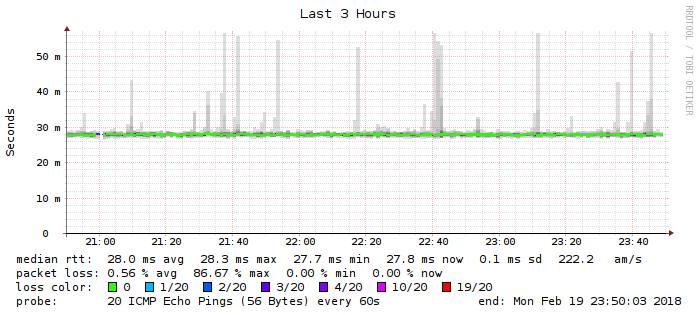 Last 3 Hours
RRDTOOL / TOBI OETIKER
Seconds
50 m
40 m
30 m
20 m
10 m
0
21:00 21:20 21:40 22:00 22:20 22:40 23:00 23:20 23:40
median rtt: 28.0 ms avg 28.3 ms max 27.7 ms min 27.8 ms now 0.1 ms sd 222.2 am/s
packet loss: 0.56 % avg 86.67 % max 0.00 % min 0.00 % now
loss color: 0 1/20 2/20 3/20 4/20 10/20 19/20
probe: 20 ICMP Echo Pings (56 Bytes) every 60s end: Mon Feb 19 23:50:03 2018